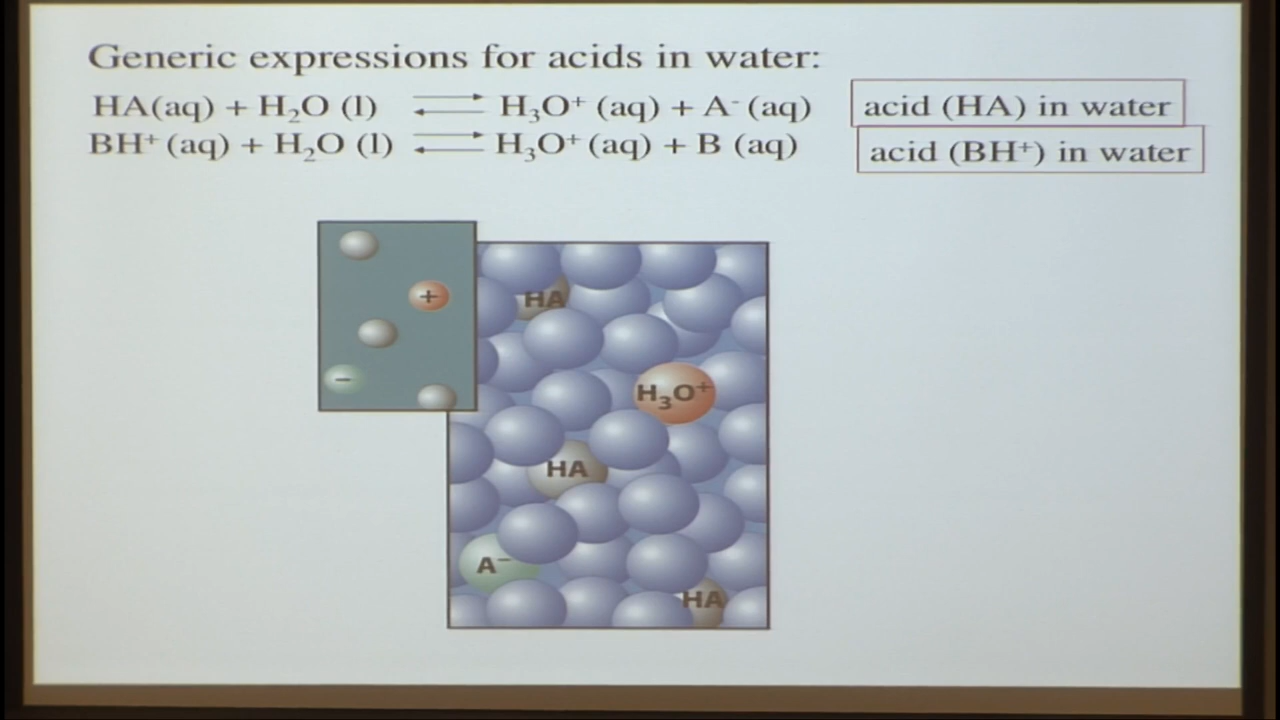 Generic expressions for acids in water:
HA(aq) + H₂O (l) ⇌ H₃O⁺ (aq) + A⁻ (aq) acid (HA) in water
BH⁺ (aq) + H₂O (l) ⇌ H₃O⁺ (aq) + B (aq) acid (BH⁺) in water
HA
+
−
H₃O⁺
HA
A⁻
HA